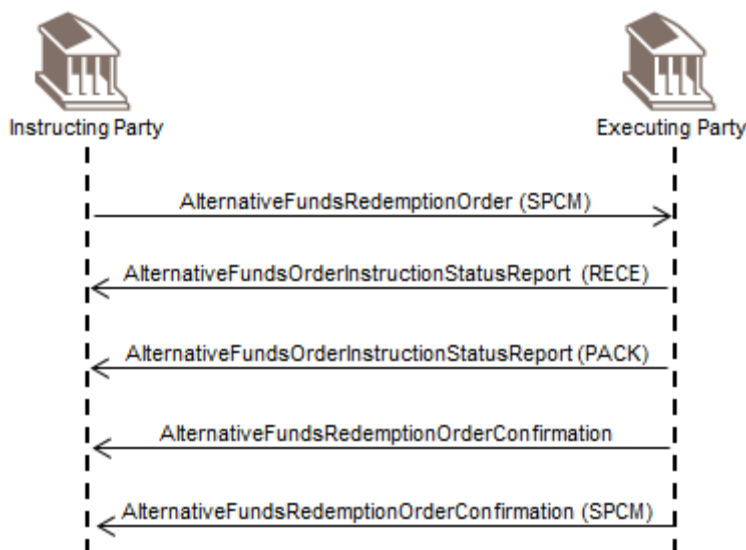 Instructing Party
Executing Party
AlternativeFundsRedemptionOrder (SPCM)
AlternativeFundsOrderInstructionStatusReport (RECE)
AlternativeFundsOrderInstructionStatusReport (PACK)
AlternativeFundsRedemptionOrderConfirmation
AlternativeFundsRedemptionOrderConfirmation (SPCM)